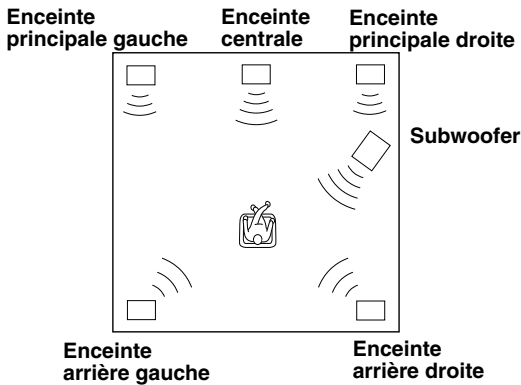 Enceinte
principale gauche
Enceinte
centrale
Enceinte
principale droite
Subwoofer
Enceinte
arrière gauche
Enceinte
arrière droite